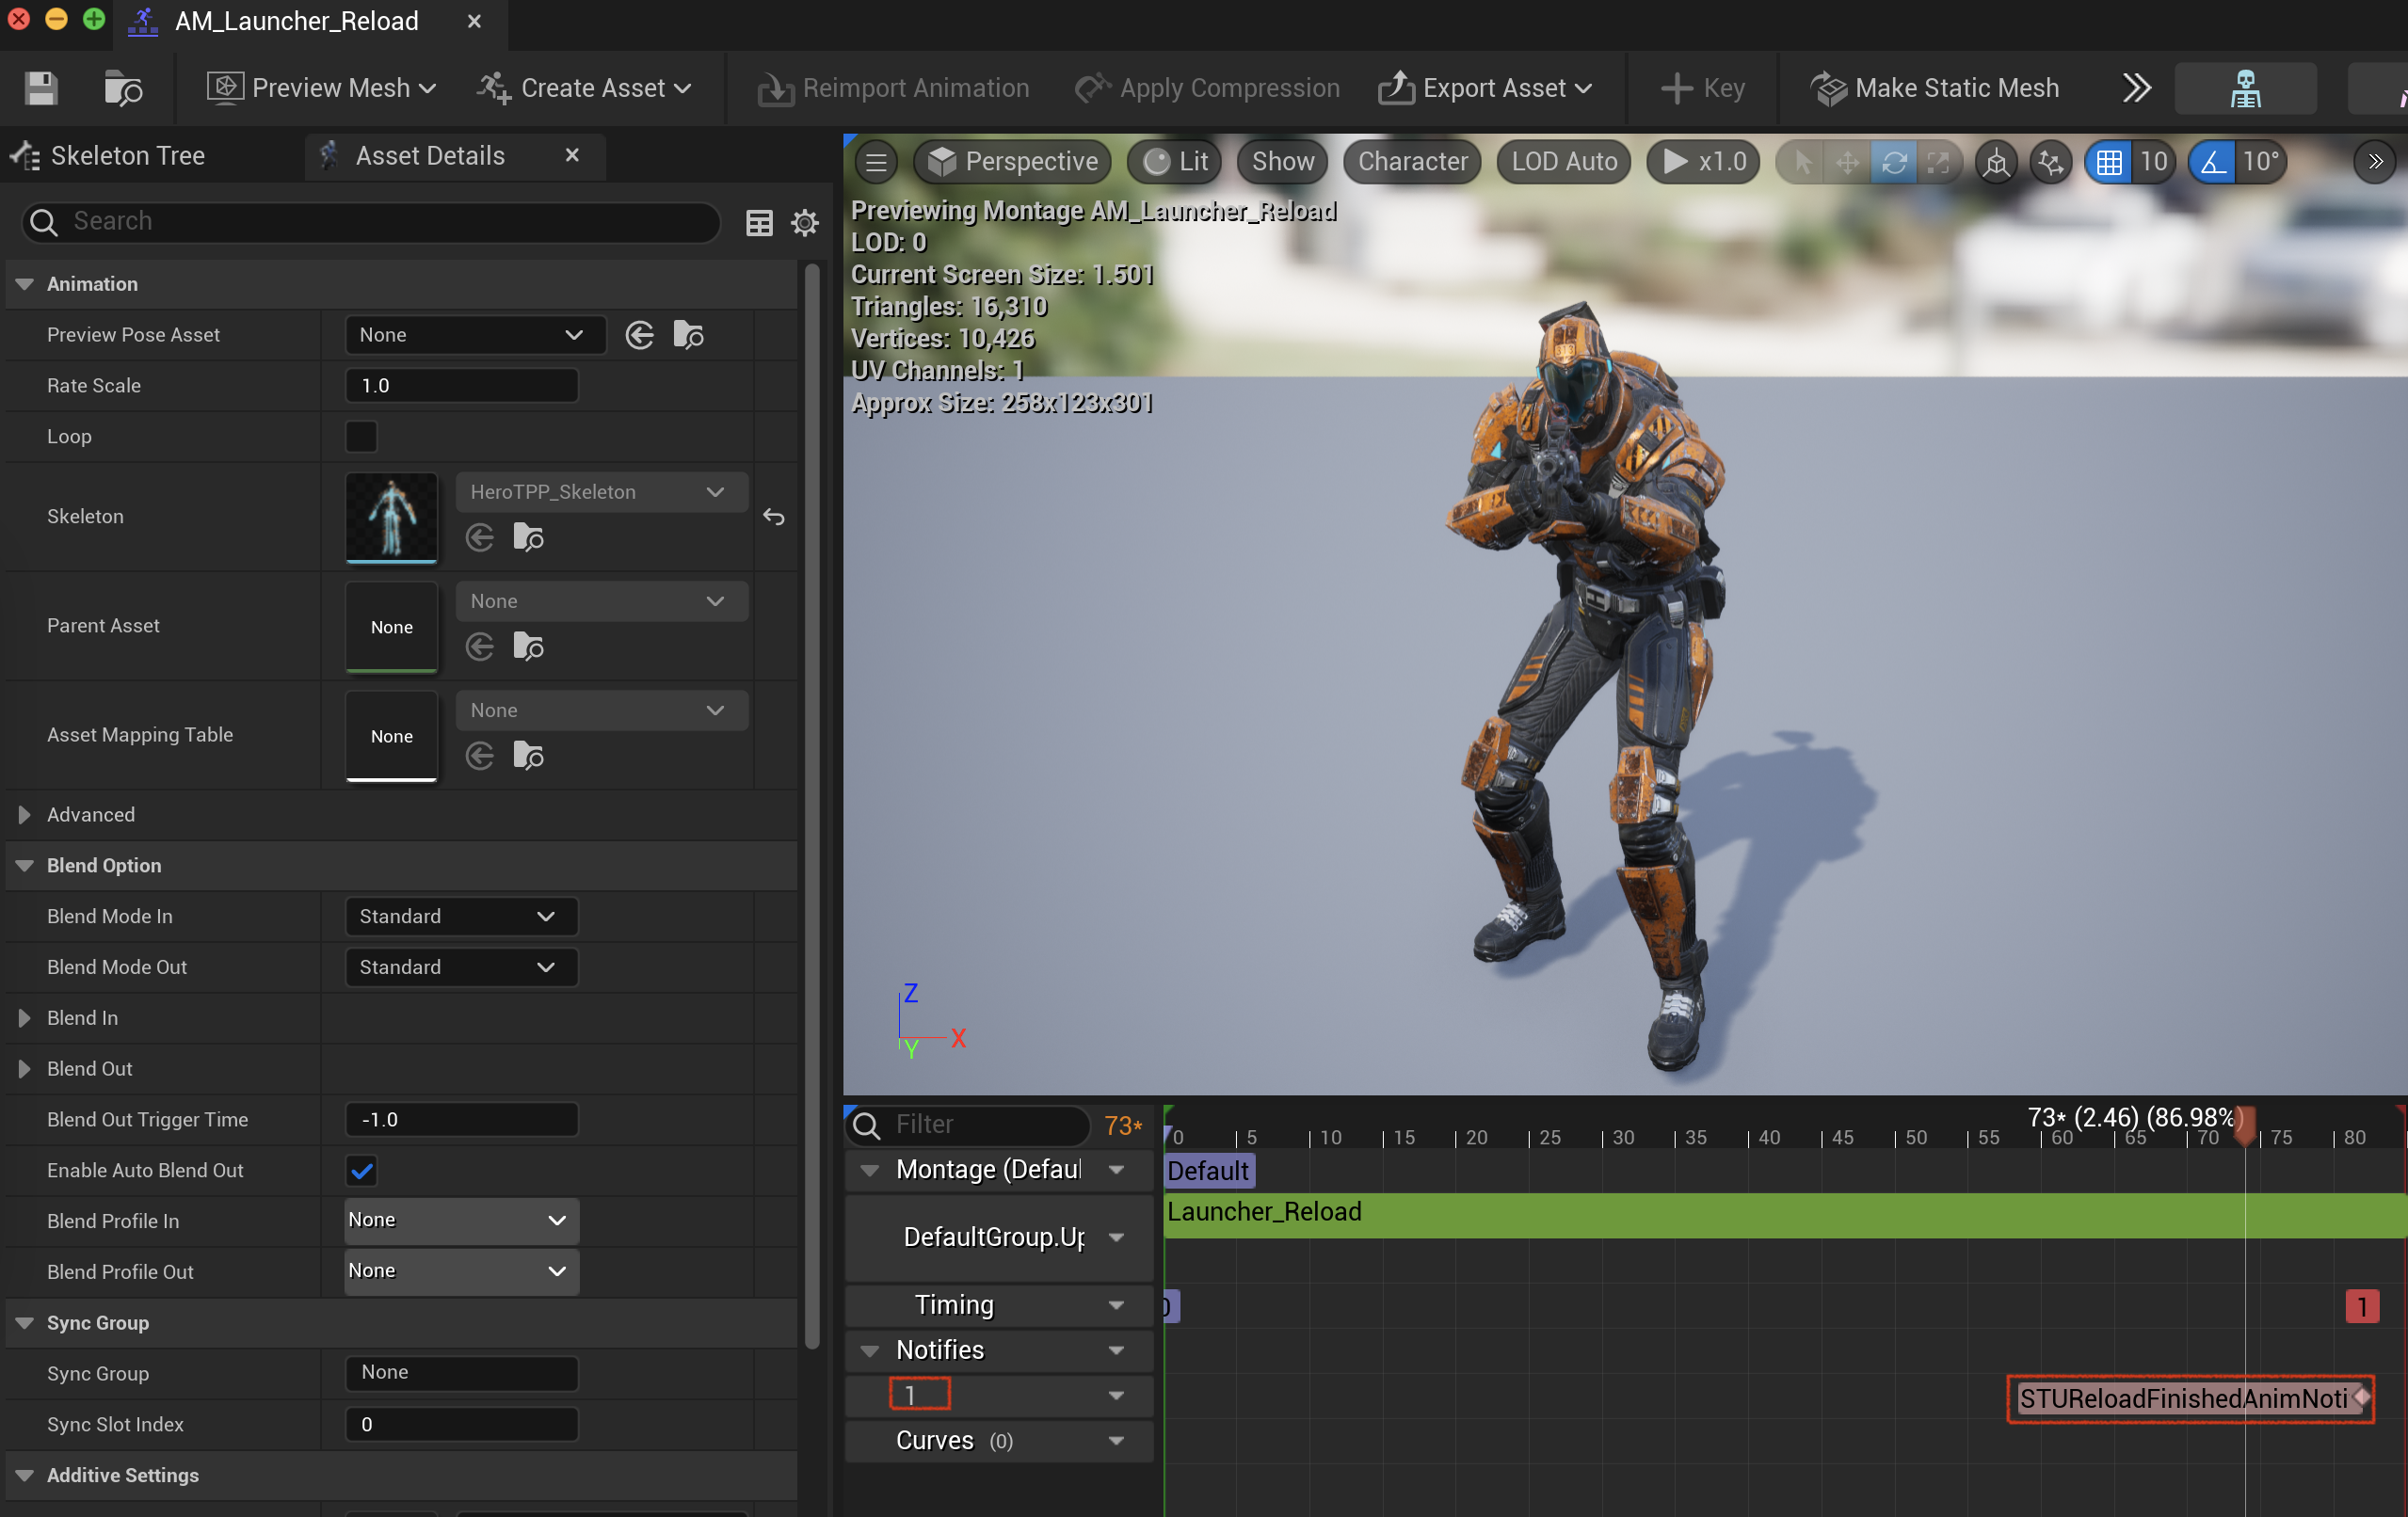 AM_Launcher_Reload
Preview Mesh
Create Asset
Reimport Animation
Apply Compression
Export Asset
Key
Make Static Mesh
Skeleton Tree
Asset Details
Search
Animation
Preview Pose Asset
None
Rate Scale
1.0
Loop
Skeleton
HeroTPP_Skeleton
Parent Asset
None
None
Asset Mapping Table
None
None
Advanced
Blend Option
Blend Mode In
Standard
Blend Mode Out
Standard
Blend In
Blend Out
Blend Out Trigger Time
-1.0
Enable Auto Blend Out
Blend Profile In
None
Blend Profile Out
None
Sync Group
Sync Group
None
Sync Slot Index
0
Additive Settings
Perspective
Lit
Show
Character
LOD Auto
x1.0
10
10°
Previewing Montage AM_Launcher_Reload
LOD: 0
Current Screen Size: 1.501
Triangles: 16,310
Vertices: 10,426
UV Channels: 1
Approx Size: 258x123x301
Z
X
Y
Filter
73*
73* (2.46) (86.98%)
0 5 10 15 20 25 30 35 40 45 50 55 60 65 70 75 80
Montage (Defaul
Default
Launcher_Reload
DefaultGroup.Up
Timing
0
1
Notifies
1
STUReloadFinishedAnimNoti
Curves (0)